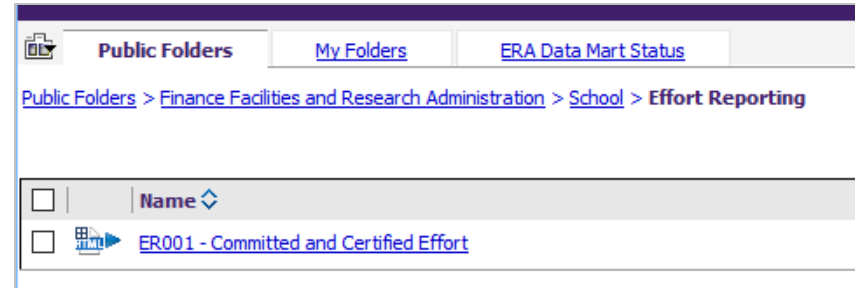 Public Folders My Folders ERA Data Mart Status
Public Folders > Finance Facilities and Research Administration > School > Effort Reporting
Name
HTML ER001 - Committed and Certified Effort